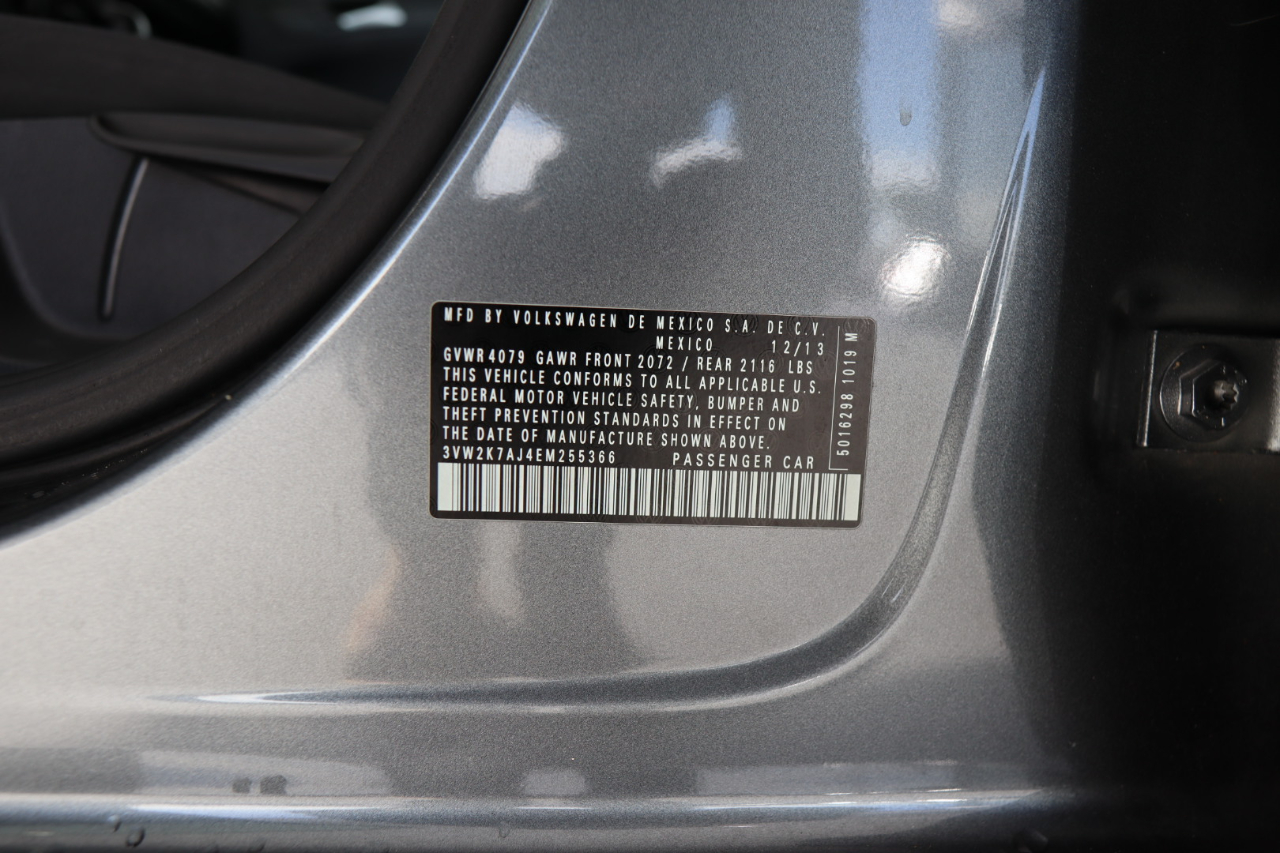 MFD BY VOLKSWAGEN DE MEXICO S.A. DE C.V.
MEXICO 12/13
GVWR 4079 GAWR FRONT 2072 / REAR 2116 LBS
THIS VEHICLE CONFORMS TO ALL APPLICABLE U.S.
FEDERAL MOTOR VEHICLE SAFETY, BUMPER AND
THEFT PREVENTION STANDARDS IN EFFECT ON
THE DATE OF MANUFACTURE SHOWN ABOVE.
3VW2K7AJ4EM255366 PASSENGER CAR
5016298 1019 M